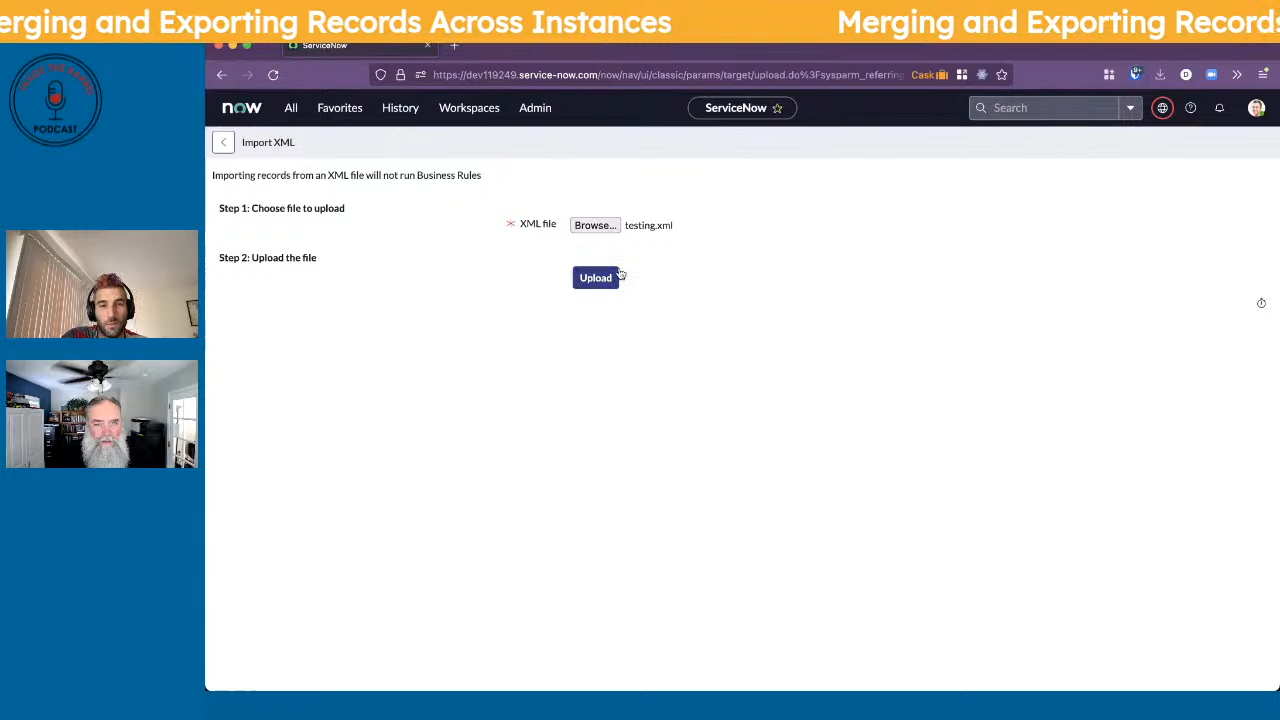 erging and Exporting Records Across Instances
Merging and Exporting Records
PODCAST
ServiceNow
https://dev119249.service-now.com/now/nav/ui/classic/params/target/upload.do%3Fsysparm_referring
Cask
9+
D
now
All
Favorites
History
Workspaces
Admin
ServiceNow
Search
Import XML
Importing records from an XML file will not run Business Rules
Step 1: Choose file to upload
XML file
Browse...
testing.xml
Step 2: Upload the file
Upload